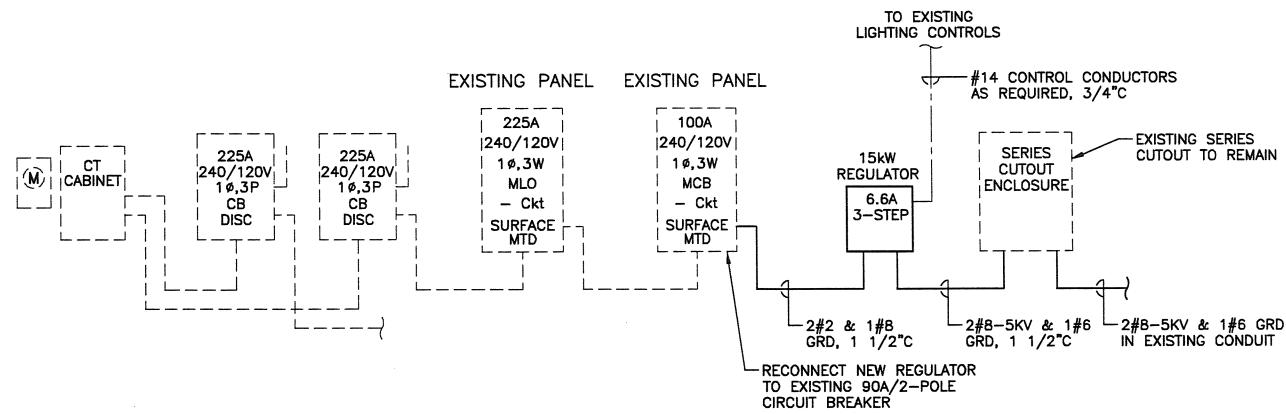 TO EXISTING
LIGHTING CONTROLS
#14 CONTROL CONDUCTORS
AS REQUIRED, 3/4"C
EXISTING PANEL
EXISTING PANEL
M
CT
CABINET
225A
240/120V
1ø,3P
CB
DISC
225A
240/120V
1ø,3P
CB
DISC
225A
240/120V
1ø,3W
MLO
- Ckt
SURFACE
MTD
100A
240/120V
1ø,3W
MCB
- Ckt
SURFACE
MTD
15kW
REGULATOR
6.6A
3-STEP
SERIES
CUTOUT
ENCLOSURE
EXISTING SERIES
CUTOUT TO REMAIN
2#2 & 1#8
GRD, 1 1/2"C
2#8-5KV & 1#6
GRD, 1 1/2"C
2#8-5KV & 1#6 GRD
IN EXISTING CONDUIT
RECONNECT NEW REGULATOR
TO EXISTING 90A/2-POLE
CIRCUIT BREAKER